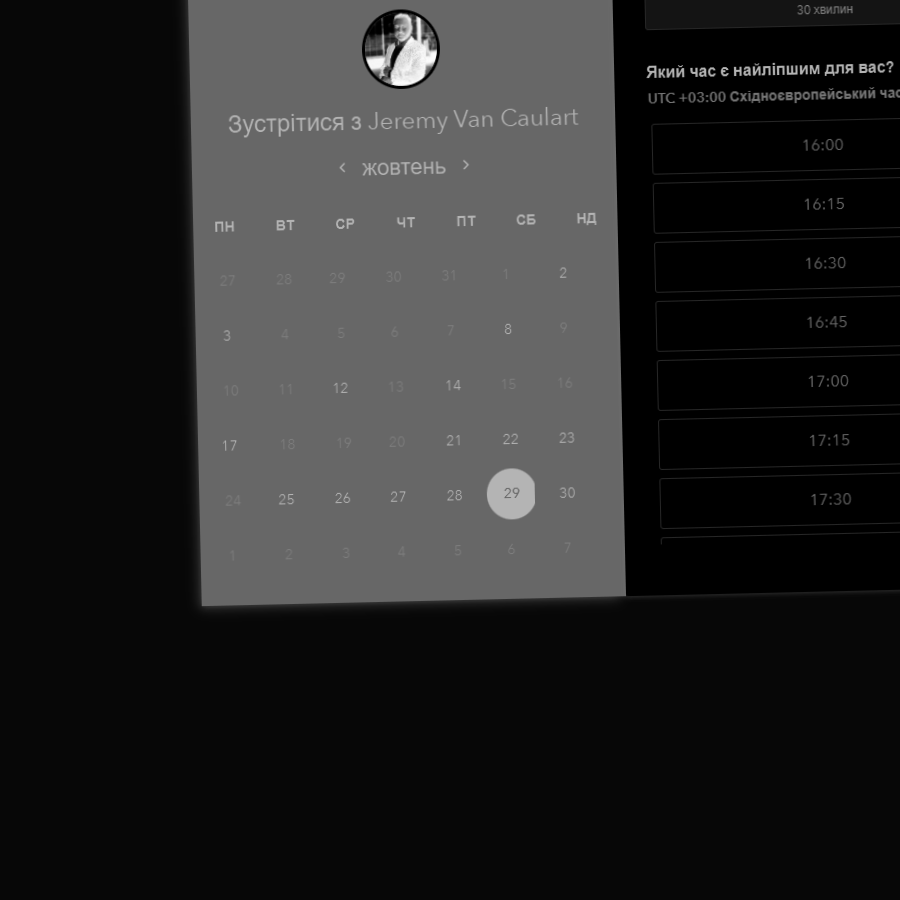 Зустрітися з Jeremy Van Caulart
‹ жовтень ›
ПН ВТ СР ЧТ ПТ СБ НД
27 28 29 30 31 1 2
3 4 5 6 7 8 9
10 11 12 13 14 15 16
17 18 19 20 21 22 23
24 25 26 27 28 29 30
1 2 3 4 5 6 7
30 хвилин
Який час є найліпшим для вас?
UTC +03:00 Східноєвропейський час
16:00
16:15
16:30
16:45
17:00
17:15
17:30